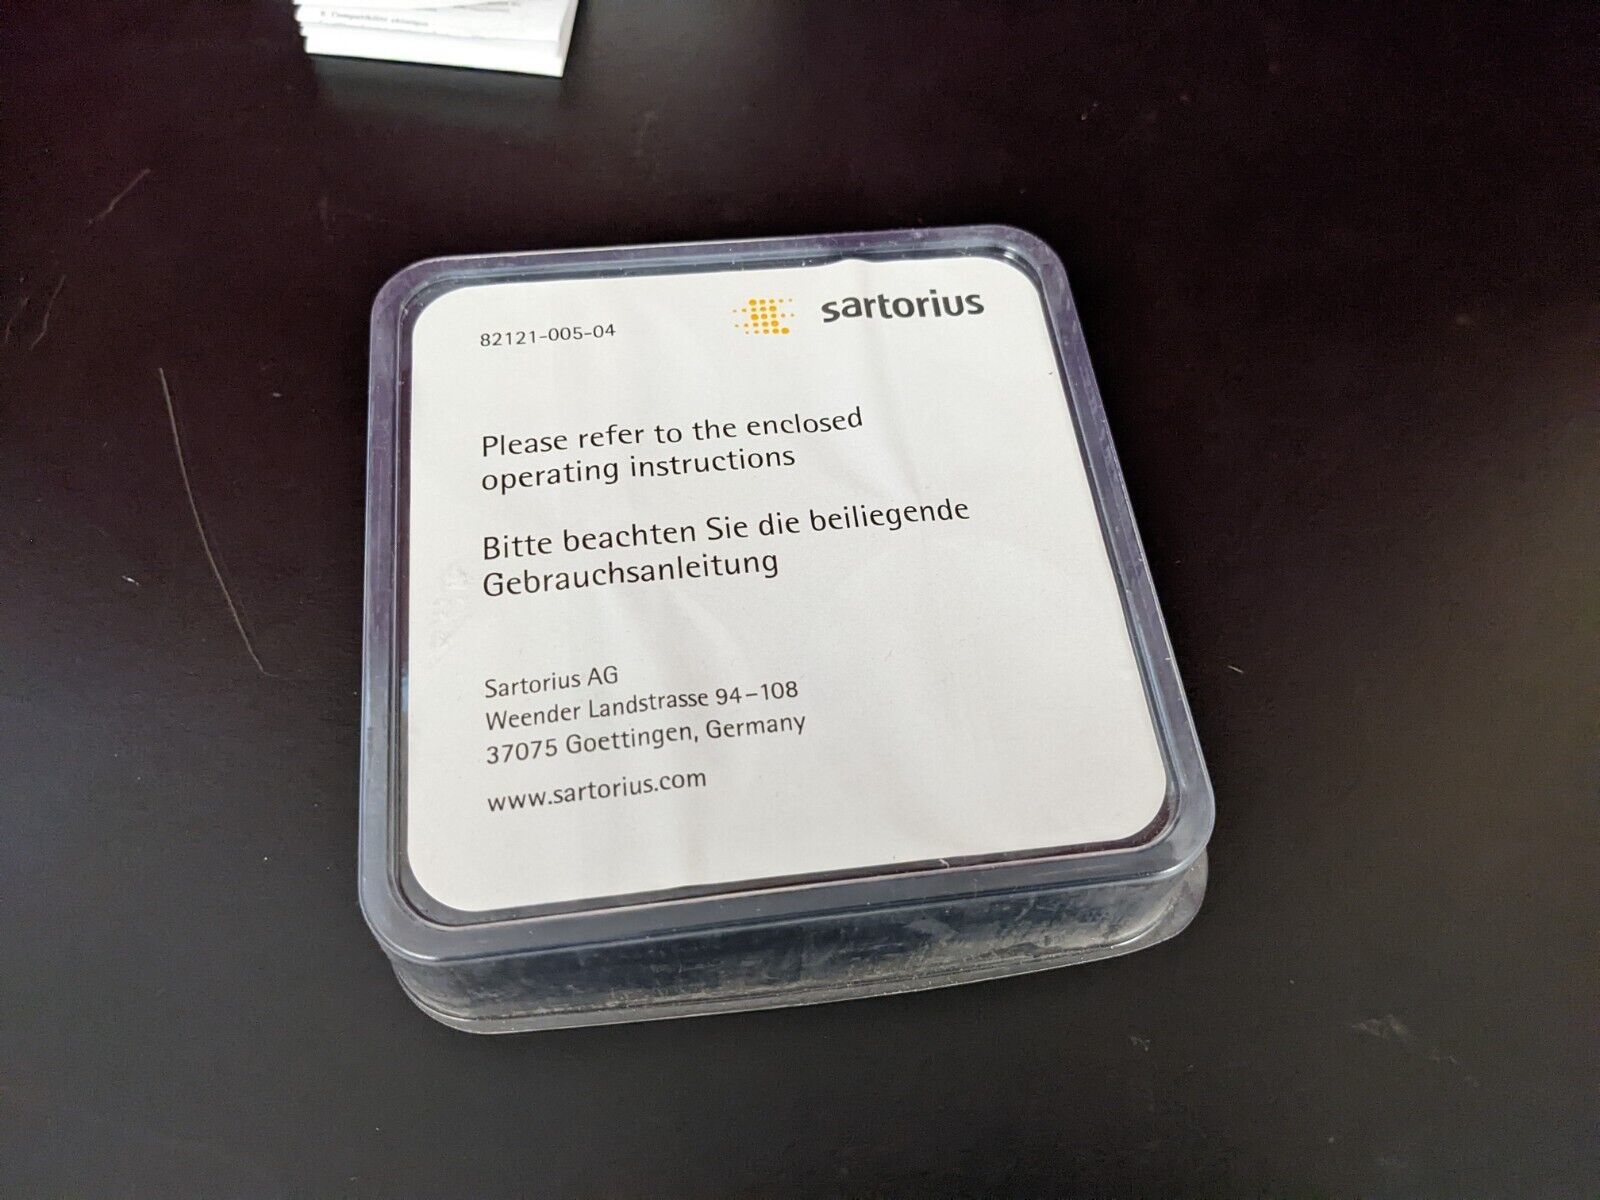 82121-005-04
sartorius
Please refer to the enclosed
operating instructions
Bitte beachten Sie die beiliegende
Gebrauchsanleitung
Sartorius AG
Weender Landstrasse 94–108
37075 Goettingen, Germany
www.sartorius.com